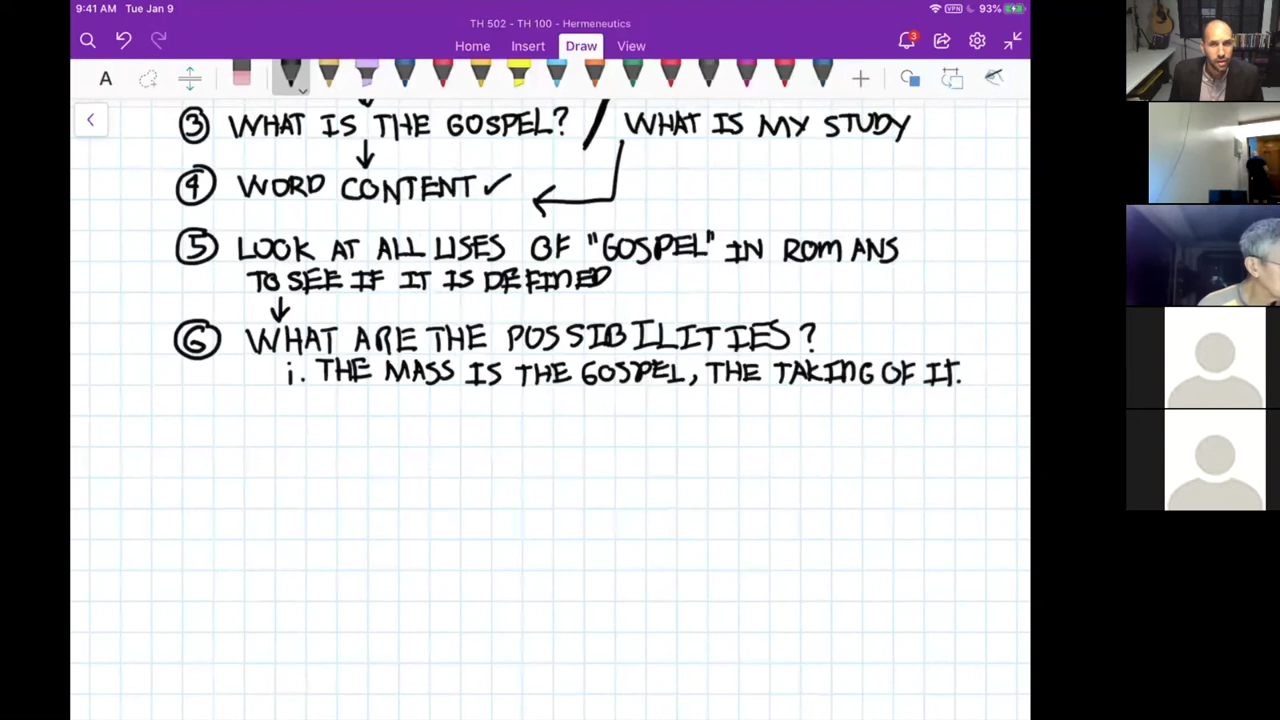 9:41 AM Tue Jan 9
VPN 93%
TH 502 - TH 100 - Hermeneutics
Home Insert Draw View
3
A
③ WHAT IS THE GOSPEL? / WHAT IS MY STUDY
④ WORD CONTENT ✓
⑤ LOOK AT ALL USES OF "GOSPEL" IN ROMANS
TO SEE IF IT IS DEFINED
⑥ WHAT ARE THE POSSIBILITIES?
i. THE MASS IS THE GOSPEL, THE TAKING OF IT.